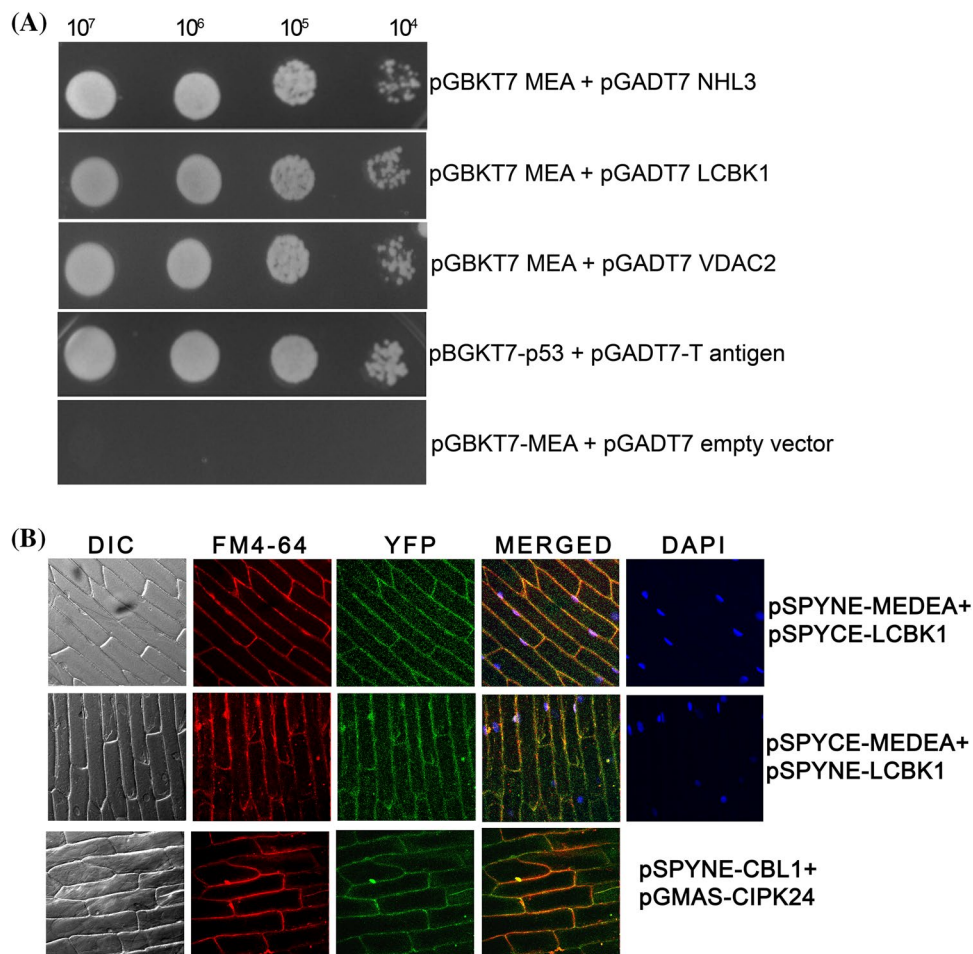 (A)
10⁷ 10⁶ 10⁵ 10⁴
pGBKT7 MEA + pGADT7 NHL3
pGBKT7 MEA + pGADT7 LCBK1
pGBKT7 MEA + pGADT7 VDAC2
pBGKT7-p53 + pGADT7-T antigen
pGBKT7-MEA + pGADT7 empty vector
(B)
DIC FM4-64 YFP MERGED DAPI
pSPYNE-MEDEA+
pSPYCE-LCBK1
pSPYCE-MEDEA+
pSPYNE-LCBK1
pSPYNE-CBL1+
pGMAS-CIPK24